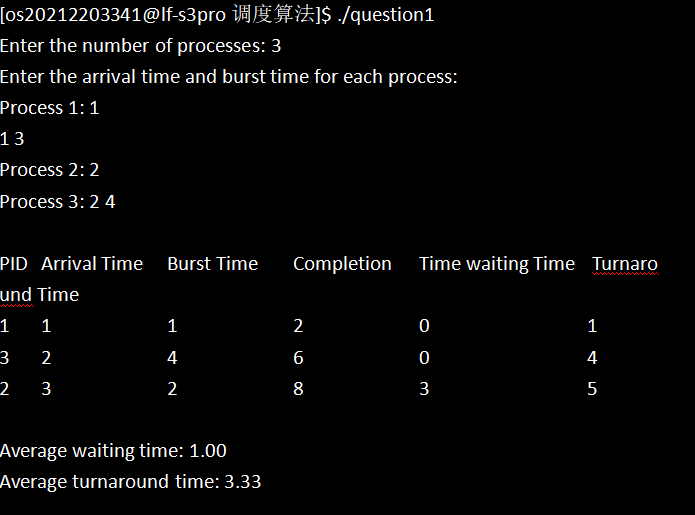 [os20212203341@lf-s3pro 调度算法]$ ./question1
Enter the number of processes: 3
Enter the arrival time and burst time for each process:
Process 1: 1
1 3
Process 2: 2
Process 3: 2 4
PID Arrival Time Burst Time Completion Time waiting Time Turnaro
und Time
1 1 1 2 0 1
3 2 4 6 0 4
2 3 2 8 3 5
Average waiting time: 1.00
Average turnaround time: 3.33